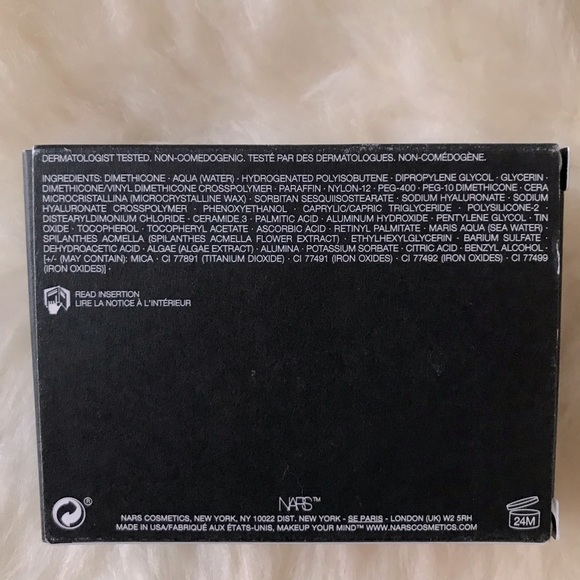 DERMATOLOGIST TESTED. NON-COMEDOGENIC. TESTÉ PAR DES DERMATOLOGUES. NON-COMÉDOGÈNE.
INGREDIENTS: DIMETHICONE · AQUA (WATER) · HYDROGENATED POLYISOBUTENE · DIPROPYLENE GLYCOL · GLYCERIN ·
DIMETHICONE/VINYL DIMETHICONE CROSSPOLYMER · PARAFFIN · NYLON-12 · PEG-400 · PEG-10 DIMETHICONE · CERA
MICROCRISTALLINA (MICROCRYSTALLINE WAX) · SORBITAN SESQUIISOSTEARATE · SODIUM HYALURONATE · SODIUM
HYALURONATE CROSSPOLYMER · PHENOXYETHANOL · CAPRYLIC/CAPRIC TRIGLYCERIDE · POLYSILICONE-2 ·
DISTEARYLDIMONIUM CHLORIDE · CERAMIDE 3 · PALMITIC ACID · ALUMINUM HYDROXIDE · PENTYLENE GLYCOL · TIN
OXIDE · TOCOPHEROL · TOCOPHERYL ACETATE · ASCORBIC ACID · RETINYL PALMITATE · MARIS AQUA (SEA WATER) ·
SPILANTHES ACMELLA (SPILANTHES ACMELLA FLOWER EXTRACT) · ETHYLHEXYLGLYCERIN · BARIUM SULFATE ·
DEHYDROACETIC ACID · ALGAE (ALGAE EXTRACT) · ALUMINA · POTASSIUM SORBATE · CITRIC ACID · BENZYL ALCOHOL ·
[+/- (MAY CONTAIN): MICA · CI 77891 (TITANIUM DIOXIDE) · CI 77491 (IRON OXIDES) · CI 77492 (IRON OXIDES) · CI 77499
(IRON OXIDES)] ·
READ INSERTION
LIRE LA NOTICE À L'INTÉRIEUR
®
NARS™
NARS COSMETICS, NEW YORK, NY 10022 DIST. NEW YORK - SE PARIS - LONDON (UK) W2 5RH
MADE IN USA/FABRIQUÉ AUX ÉTATS-UNIS, MAKEUP YOUR MIND™ WWW.NARSCOSMETICS.COM
24M